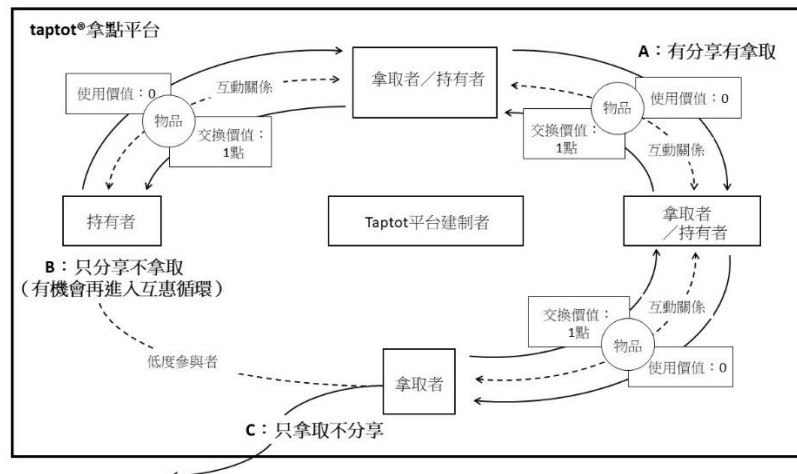 taptot®拿點平台
A：有分享有拿取
拿取者／持有者
使用價值：0
互動關係
物品
交換價值：
1點
使用價值：0
物品
交換價值：
1點
互動關係
持有者
Taptot平台建制者
拿取者
／持有者
B：只分享不拿取
（有機會再進入互惠循環）
互動關係
交換價值：
1點
物品
使用價值：0
低度參與者
拿取者
C：只拿取不分享